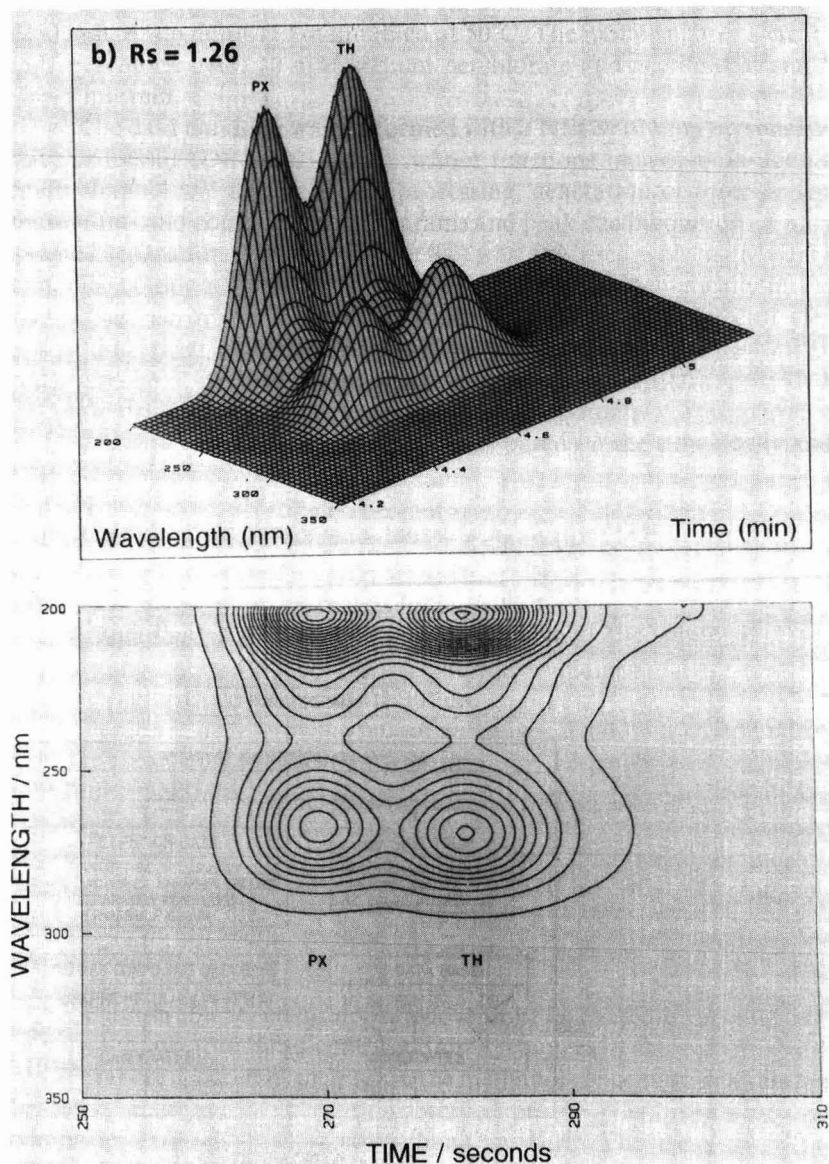 b) Rs = 1.26
TH
PX
200
250
300
350
4.2
4.4
4.6
4.8
5
Wavelength (nm)
Time (min)
200
250
300
350
WAVELENGTH / nm
PX
TH
250
270
290
310
TIME / seconds